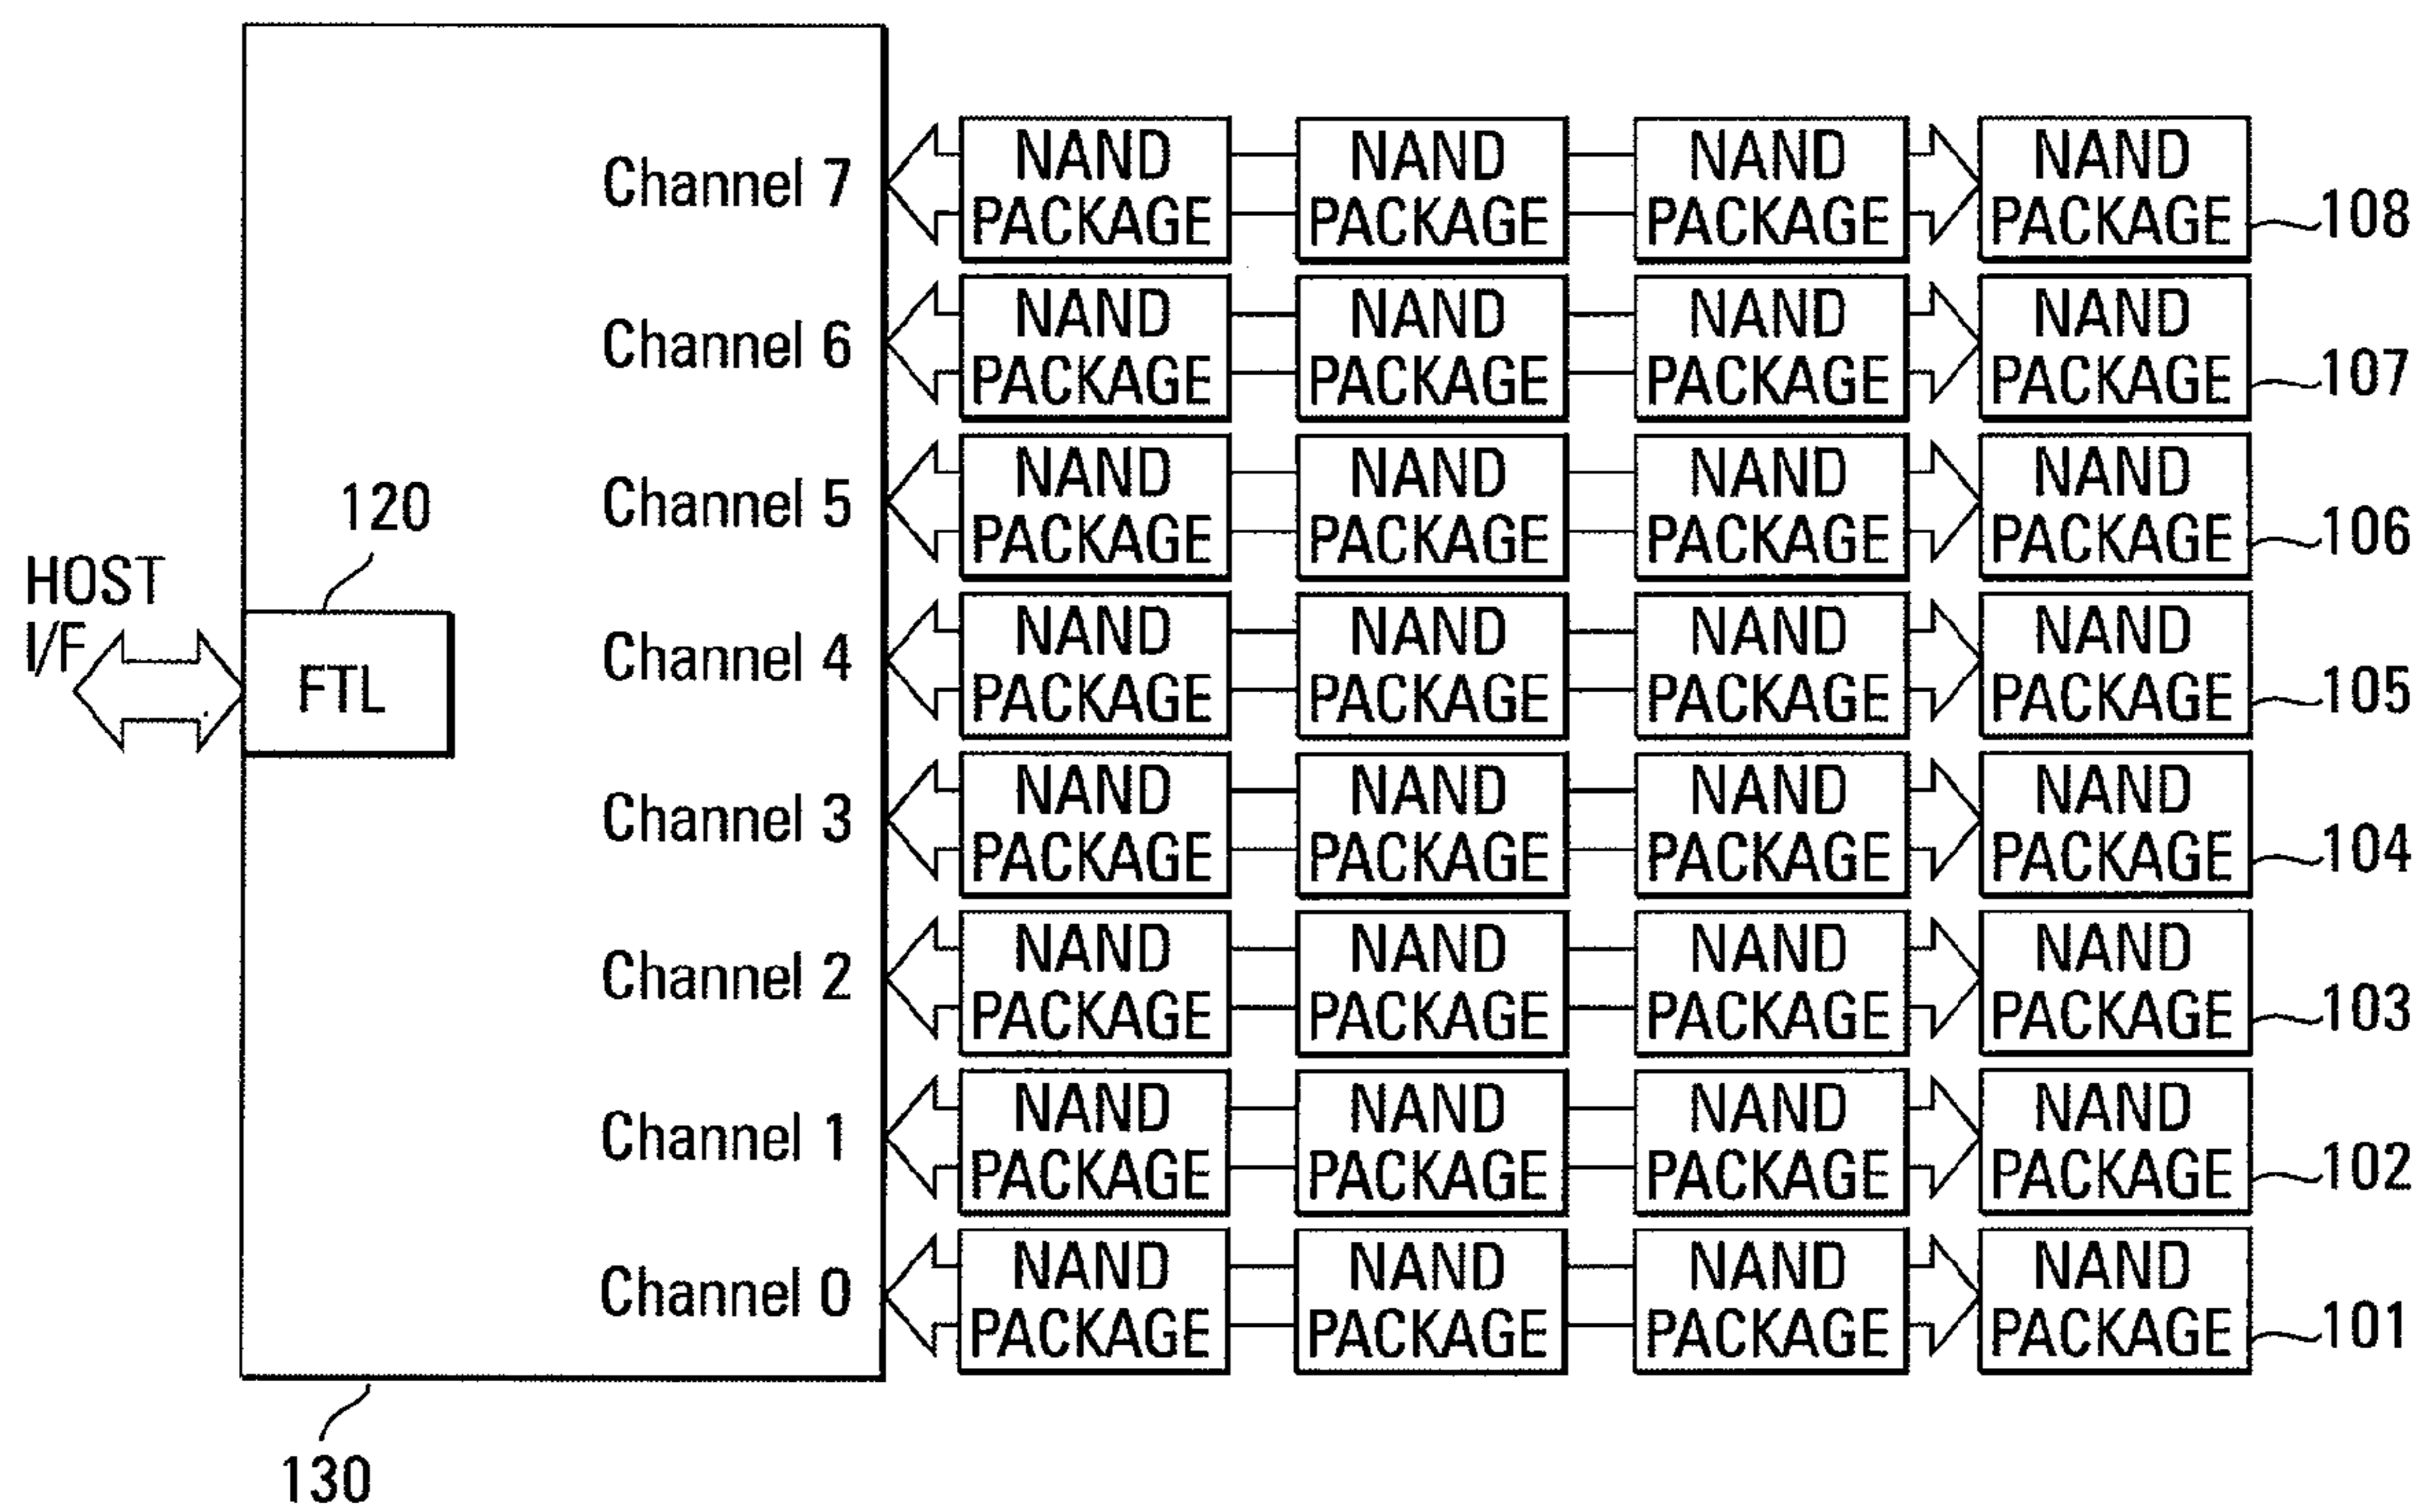 Channel 7
NAND PACKAGE NAND PACKAGE NAND PACKAGE NAND PACKAGE
108
Channel 6
NAND PACKAGE NAND PACKAGE NAND PACKAGE NAND PACKAGE
107
Channel 5
NAND PACKAGE NAND PACKAGE NAND PACKAGE NAND PACKAGE
106
120
HOST
I/F
FTL
Channel 4
NAND PACKAGE NAND PACKAGE NAND PACKAGE NAND PACKAGE
105
Channel 3
NAND PACKAGE NAND PACKAGE NAND PACKAGE NAND PACKAGE
104
Channel 2
NAND PACKAGE NAND PACKAGE NAND PACKAGE NAND PACKAGE
103
Channel 1
NAND PACKAGE NAND PACKAGE NAND PACKAGE NAND PACKAGE
102
Channel 0
NAND PACKAGE NAND PACKAGE NAND PACKAGE NAND PACKAGE
101
130